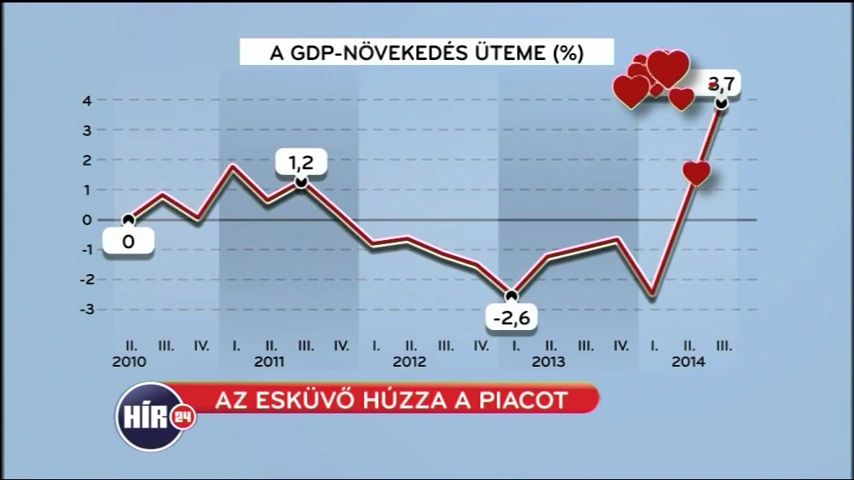 A GDP-NÖVEKEDÉS ÜTEME (%)
3,7
4
3
2
1
0
-1
-2
-3
1,2
0
-2,6
II. III. IV. I. II. III. IV. I. II. III. IV. I. II. III. IV. I. II. III.
2010 2011 2012 2013 2014
HÍR 24
AZ ESKÜVŐ HÚZZA A PIACOT